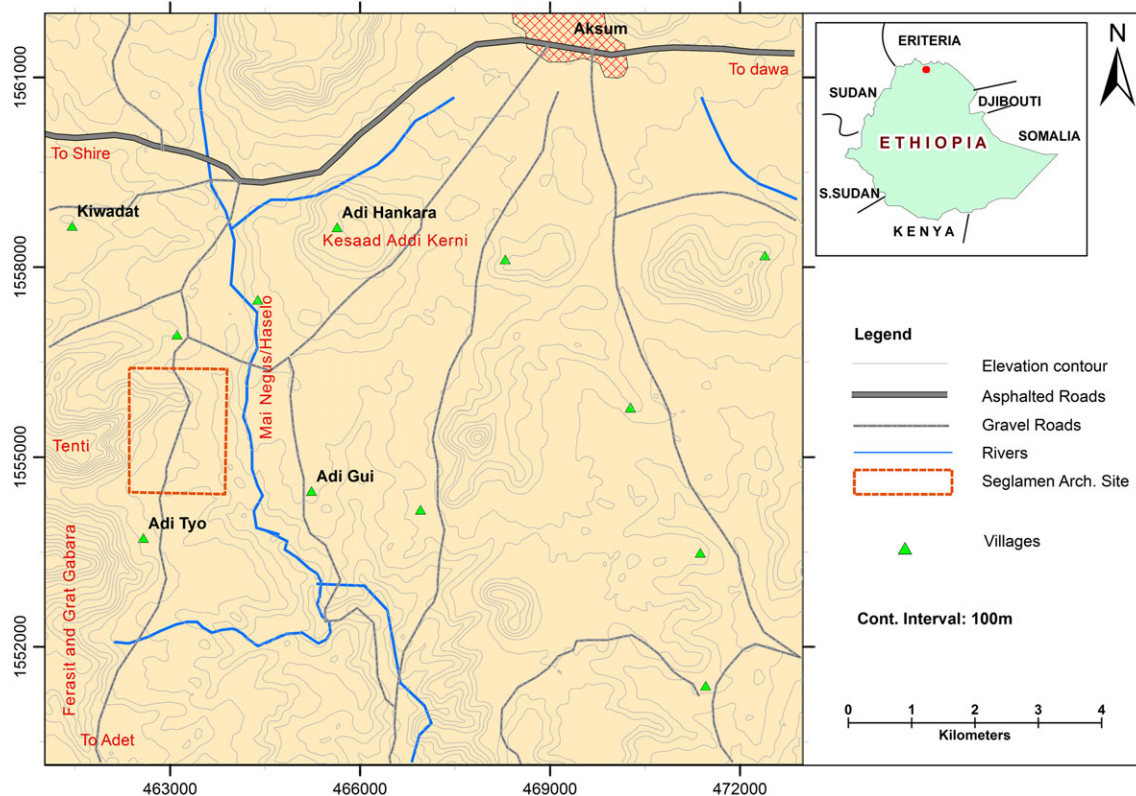 Aksum
To dawa
To Shire
Kiwadat
Adi Hankara
Kesaad Addi Kerni
Mai Negus/Haselo
Tenti
Adi Gui
Adi Tyo
Ferasit and Grat Gabara
To Adet
1561000
1558000
1555000
1552000
463000
466000
469000
472000
ERITERIA
SUDAN
DJIBOUTI
ETHIOPIA
SOMALIA
S.SUDAN
KENYA
N
Legend
Elevation contour
Asphalted Roads
Gravel Roads
Rivers
Seglamen Arch. Site
Villages
Cont. Interval: 100m
0 1 2 3 4
Kilometers